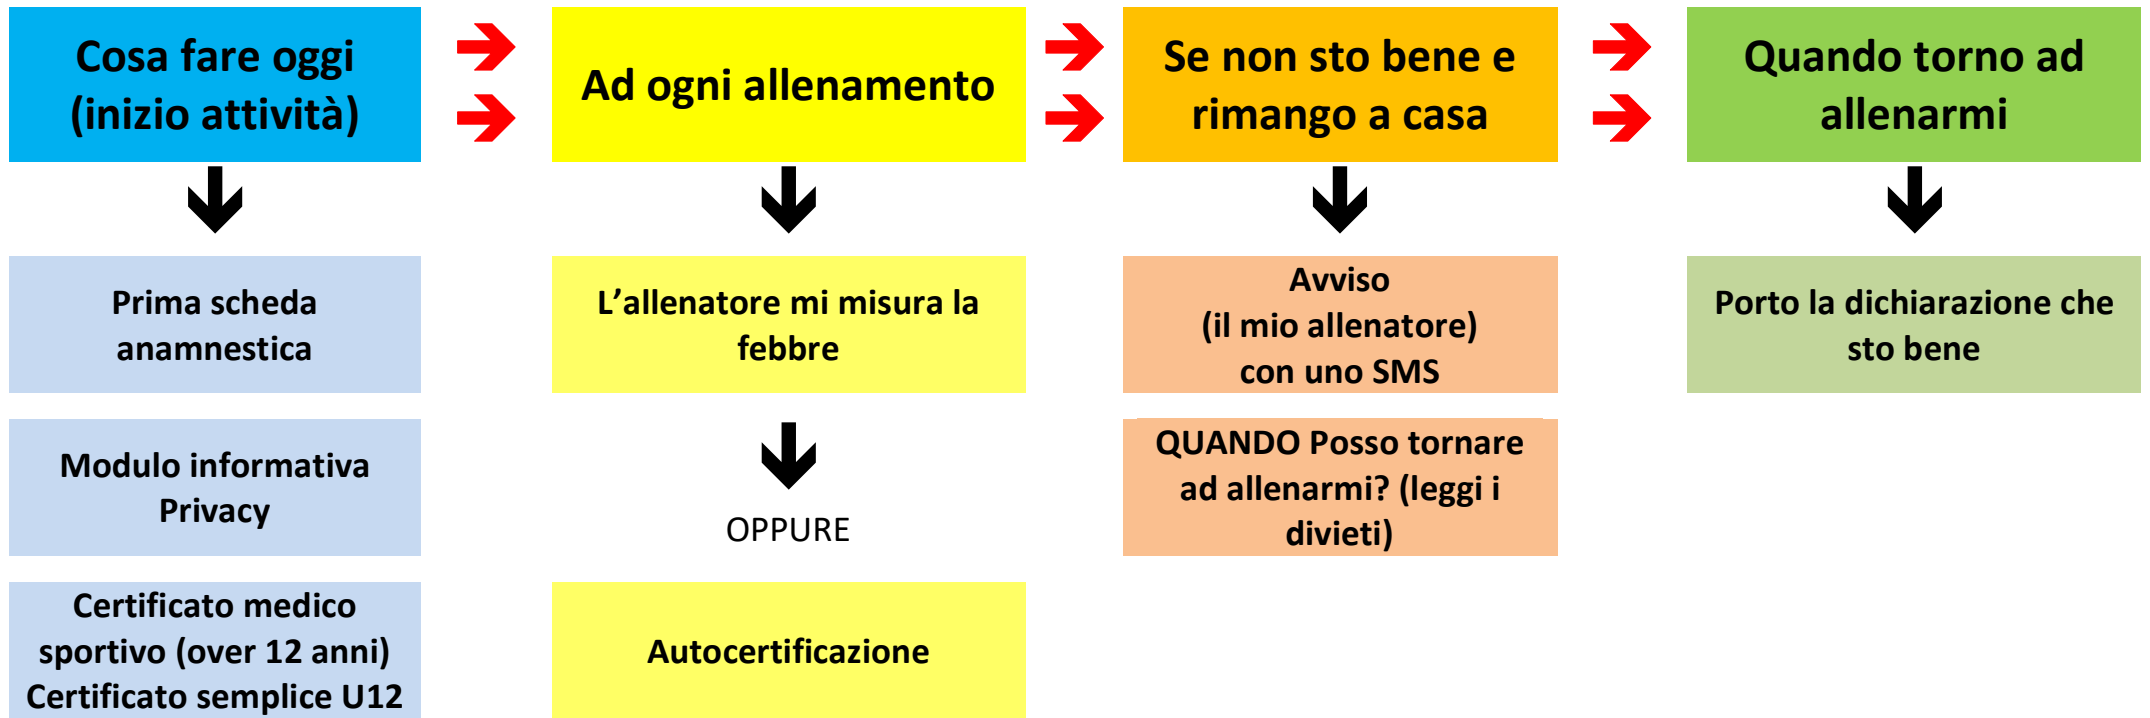 Cosa fare oggi
(inizio attività)
Ad ogni allenamento
Se non sto bene e
rimango a casa
Quando torno ad
allenarmi
Prima scheda
anamnestica
L’allenatore mi misura la
febbre
Avviso
(il mio allenatore)
con uno SMS
Porto la dichiarazione che
sto bene
Modulo informativa
Privacy
OPPURE
QUANDO Posso tornare
ad allenarmi? (leggi i
divieti)
Certificato medico
sportivo (over 12 anni)
Certificato semplice U12
Autocertificazione